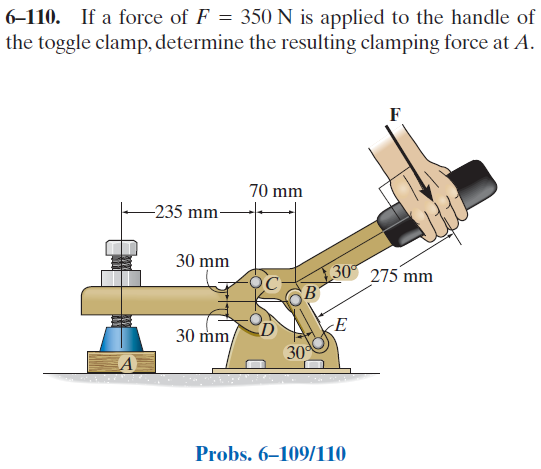 6–110. If a force of F = 350 N is applied to the handle of
the toggle clamp, determine the resulting clamping force at A.
F
70 mm
235 mm
30 mm
C
30°
275 mm
B
30 mm
D
E
30°
A
Probs. 6–109/110